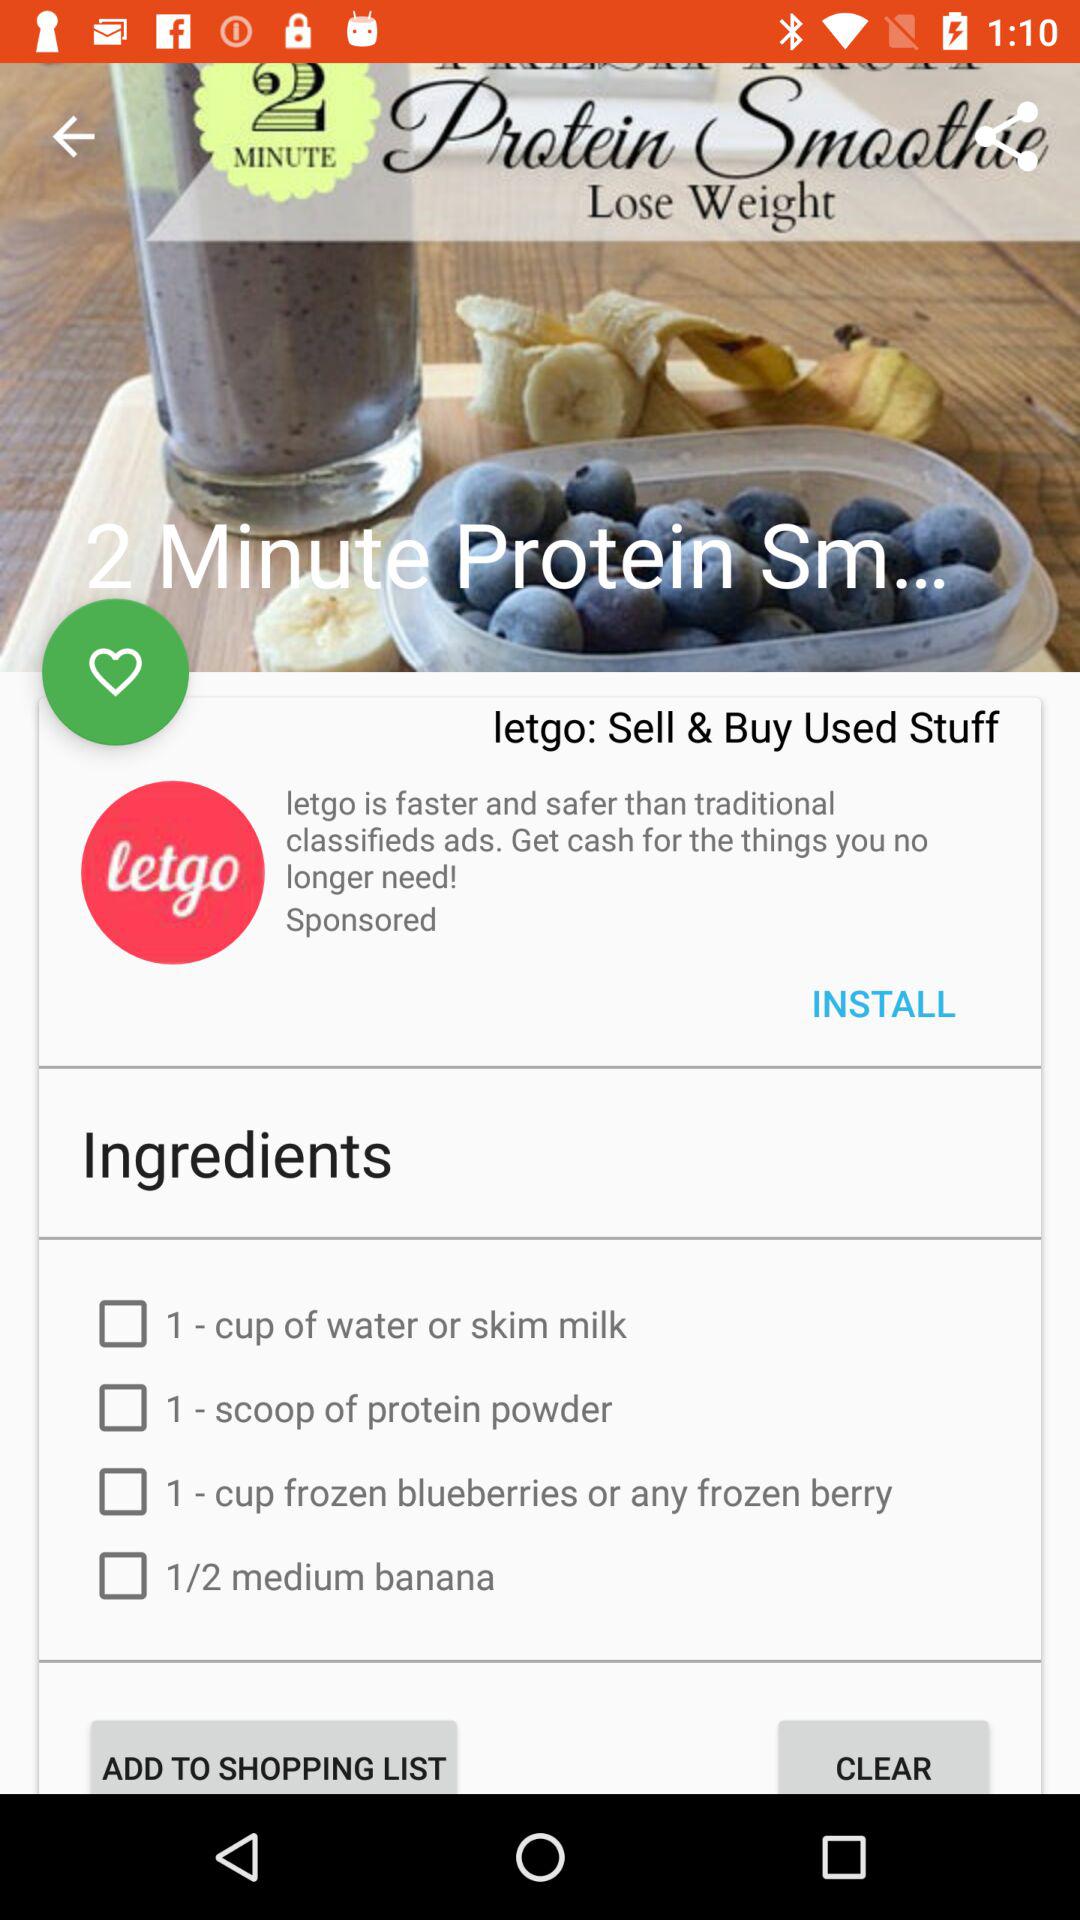 1:10
2
MINUTE
Protein Smoothie
Lose Weight
2 Minute Protein Sm...
letgo: Sell & Buy Used Stuff
letgo
letgo is faster and safer than traditional
classifieds ads. Get cash for the things you no
longer need!
Sponsored
INSTALL
Ingredients
1 - cup of water or skim milk
1 - scoop of protein powder
1 - cup frozen blueberries or any frozen berry
1/2 medium banana
ADD TO SHOPPING LIST
CLEAR